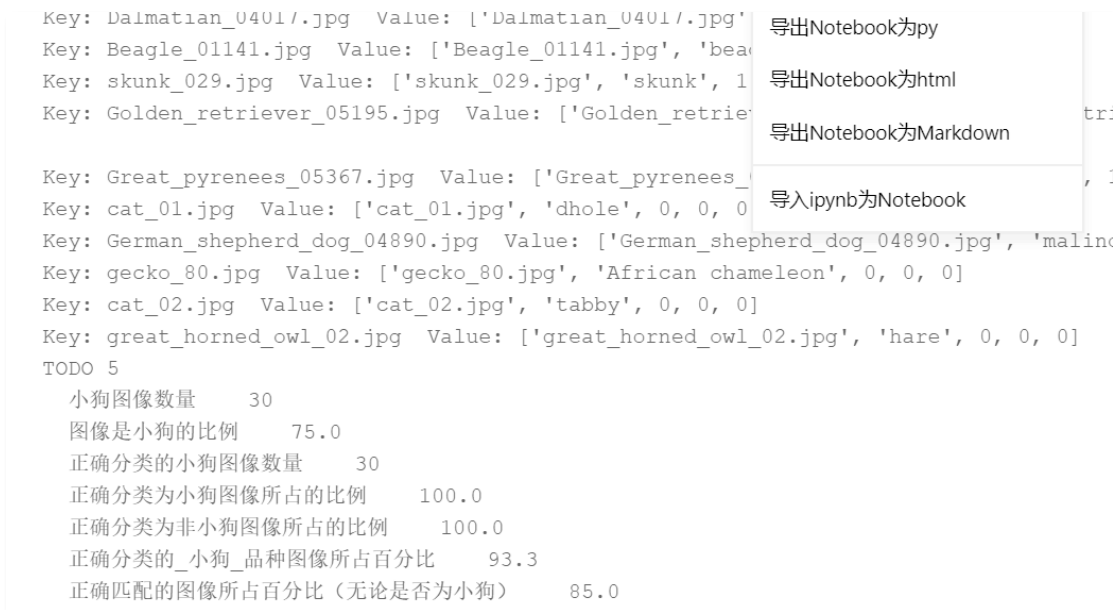 Key: Dalmatian_04017.jpg  Value: ['Dalmatian_04017.jpg'
导出Notebook为py
Key: Beagle_01141.jpg  Value: ['Beagle_01141.jpg', 'bea
Key: skunk_029.jpg  Value: ['skunk_029.jpg', 'skunk', 1
导出Notebook为html
Key: Golden_retriever_05195.jpg  Value: ['Golden_retrie
tri
导出Notebook为Markdown
Key: Great_pyrenees_05367.jpg  Value: ['Great_pyrenees_
, 1
导入ipynb为Notebook
Key: cat_01.jpg  Value: ['cat_01.jpg', 'dhole', 0, 0, 0
Key: German_shepherd_dog_04890.jpg  Value: ['German_shepherd_dog_04890.jpg', 'malino
Key: gecko_80.jpg  Value: ['gecko_80.jpg', 'African chameleon', 0, 0, 0]
Key: cat_02.jpg  Value: ['cat_02.jpg', 'tabby', 0, 0, 0]
Key: great_horned_owl_02.jpg  Value: ['great_horned_owl_02.jpg', 'hare', 0, 0, 0]
TODO 5
小狗图像数量 30
图像是小狗的比例 75.0
正确分类的小狗图像数量 30
正确分类为小狗图像所占的比例 100.0
正确分类为非小狗图像所占的比例 100.0
正确分类的_小狗_品种图像所占百分比 93.3
正确匹配的图像所占百分比（无论是否为小狗） 85.0